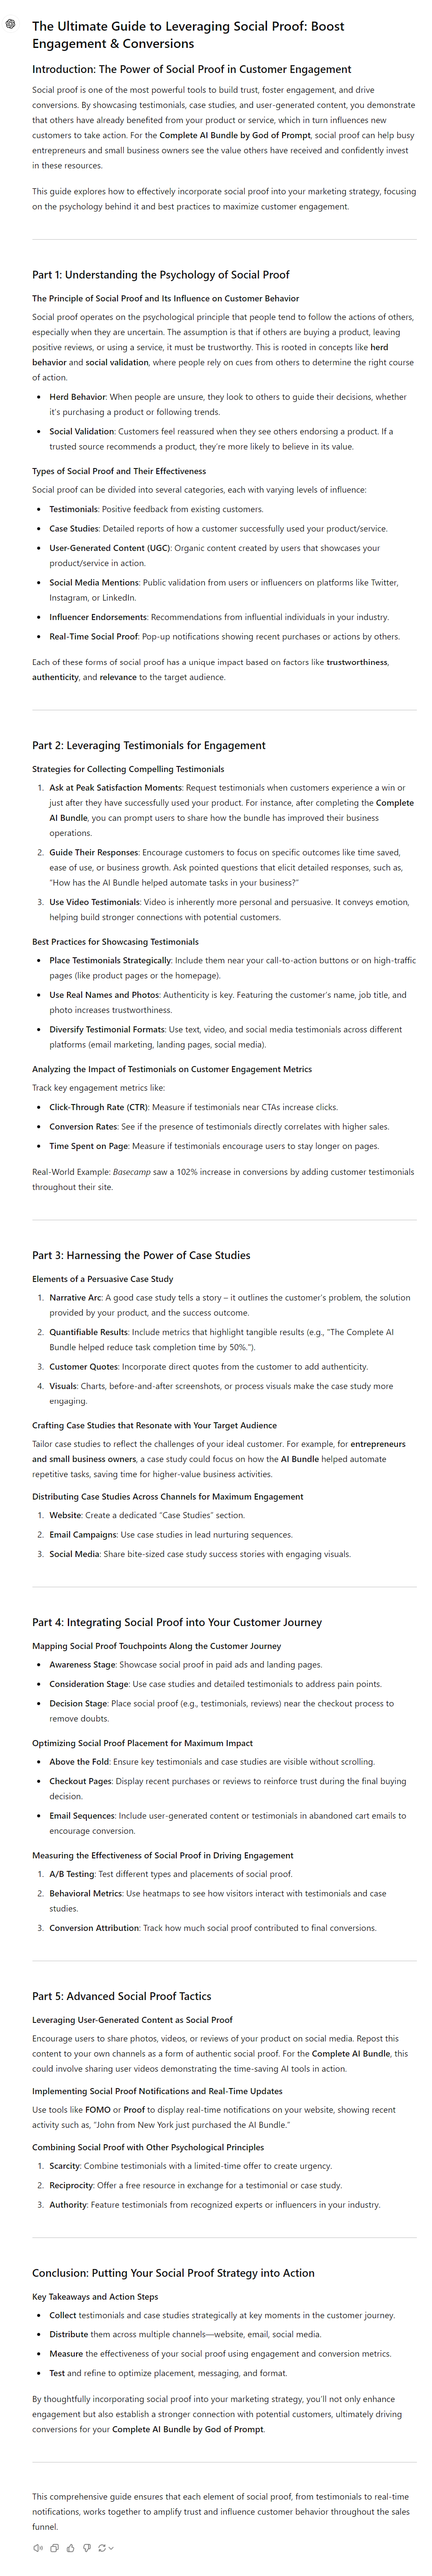 The Ultimate Guide to Leveraging Social Proof: Boost
Engagement & Conversions
Introduction: The Power of Social Proof in Customer Engagement
Social proof is one of the most powerful tools to build trust, foster engagement, and drive
conversions. By showcasing testimonials, case studies, and user-generated content, you demonstrate
that others have already benefited from your product or service, which in turn influences new
customers to take action. For the Complete AI Bundle by God of Prompt, social proof can help busy
entrepreneurs and small business owners see the value others have received and confidently invest
in these resources.
This guide explores how to effectively incorporate social proof into your marketing strategy, focusing
on the psychology behind it and best practices to maximize customer engagement.
Part 1: Understanding the Psychology of Social Proof
The Principle of Social Proof and Its Influence on Customer Behavior
Social proof operates on the psychological principle that people tend to follow the actions of others,
especially when they are uncertain. The assumption is that if others are buying a product, leaving
positive reviews, or using a service, it must be trustworthy. This is rooted in concepts like herd
behavior and social validation, where people rely on cues from others to determine the right course
of action.
• Herd Behavior: When people are unsure, they look to others to guide their decisions, whether
it's purchasing a product or following trends.
• Social Validation: Customers feel reassured when they see others endorsing a product. If a
trusted source recommends a product, they're more likely to believe in its value.
Types of Social Proof and Their Effectiveness
Social proof can be divided into several categories, each with varying levels of influence:
• Testimonials: Positive feedback from existing customers.
• Case Studies: Detailed reports of how a customer successfully used your product/service.
• User-Generated Content (UGC): Organic content created by users that showcases your
product/service in action.
• Social Media Mentions: Public validation from users or influencers on platforms like Twitter,
Instagram, or LinkedIn.
• Influencer Endorsements: Recommendations from influential individuals in your industry.
• Real-Time Social Proof: Pop-up notifications showing recent purchases or actions by others.
Each of these forms of social proof has a unique impact based on factors like trustworthiness,
authenticity, and relevance to the target audience.
Part 2: Leveraging Testimonials for Engagement
Strategies for Collecting Compelling Testimonials
1. Ask at Peak Satisfaction Moments: Request testimonials when customers experience a win or
just after they have successfully used your product. For instance, after completing the Complete
AI Bundle, you can prompt users to share how the bundle has improved their business
operations.
2. Guide Their Responses: Encourage customers to focus on specific outcomes like time saved,
ease of use, or business growth. Ask pointed questions that elicit detailed responses, such as,
"How has the AI Bundle helped automate tasks in your business?"
3. Use Video Testimonials: Video is inherently more personal and persuasive. It conveys emotion,
helping build stronger connections with potential customers.
Best Practices for Showcasing Testimonials
• Place Testimonials Strategically: Include them near your call-to-action buttons or on high-traffic
pages (like product pages or the homepage).
• Use Real Names and Photos: Authenticity is key. Featuring the customer's name, job title, and
photo increases trustworthiness.
• Diversify Testimonial Formats: Use text, video, and social media testimonials across different
platforms (email marketing, landing pages, social media).
Analyzing the Impact of Testimonials on Customer Engagement Metrics
Track key engagement metrics like:
• Click-Through Rate (CTR): Measure if testimonials near CTAs increase clicks.
• Conversion Rates: See if the presence of testimonials directly correlates with higher sales.
• Time Spent on Page: Measure if testimonials encourage users to stay longer on pages.
Real-World Example: Basecamp saw a 102% increase in conversions by adding customer testimonials
throughout their site.
Part 3: Harnessing the Power of Case Studies
Elements of a Persuasive Case Study
1. Narrative Arc: A good case study tells a story – it outlines the customer's problem, the solution
provided by your product, and the success outcome.
2. Quantifiable Results: Include metrics that highlight tangible results (e.g., "The Complete AI
Bundle helped reduce task completion time by 50%.").
3. Customer Quotes: Incorporate direct quotes from the customer to add authenticity.
4. Visuals: Charts, before-and-after screenshots, or process visuals make the case study more
engaging.
Crafting Case Studies that Resonate with Your Target Audience
Tailor case studies to reflect the challenges of your ideal customer. For example, for entrepreneurs
and small business owners, a case study could focus on how the AI Bundle helped automate
repetitive tasks, saving time for higher-value business activities.
Distributing Case Studies Across Channels for Maximum Engagement
1. Website: Create a dedicated "Case Studies" section.
2. Email Campaigns: Use case studies in lead nurturing sequences.
3. Social Media: Share bite-sized case study success stories with engaging visuals.
Part 4: Integrating Social Proof into Your Customer Journey
Mapping Social Proof Touchpoints Along the Customer Journey
• Awareness Stage: Showcase social proof in paid ads and landing pages.
• Consideration Stage: Use case studies and detailed testimonials to address pain points.
• Decision Stage: Place social proof (e.g., testimonials, reviews) near the checkout process to
remove doubts.
Optimizing Social Proof Placement for Maximum Impact
• Above the Fold: Ensure key testimonials and case studies are visible without scrolling.
• Checkout Pages: Display recent purchases or reviews to reinforce trust during the final buying
decision.
• Email Sequences: Include user-generated content or testimonials in abandoned cart emails to
encourage conversion.
Measuring the Effectiveness of Social Proof in Driving Engagement
1. A/B Testing: Test different types and placements of social proof.
2. Behavioral Metrics: Use heatmaps to see how visitors interact with testimonials and case
studies.
3. Conversion Attribution: Track how much social proof contributed to final conversions.
Part 5: Advanced Social Proof Tactics
Leveraging User-Generated Content as Social Proof
Encourage users to share photos, videos, or reviews of your product on social media. Repost this
content to your own channels as a form of authentic social proof. For the Complete AI Bundle, this
could involve sharing user videos demonstrating the time-saving AI tools in action.
Implementing Social Proof Notifications and Real-Time Updates
Use tools like FOMO or Proof to display real-time notifications on your website, showing recent
activity such as, "John from New York just purchased the AI Bundle."
Combining Social Proof with Other Psychological Principles
1. Scarcity: Combine testimonials with a limited-time offer to create urgency.
2. Reciprocity: Offer a free resource in exchange for a testimonial or case study.
3. Authority: Feature testimonials from recognized experts or influencers in your industry.
Conclusion: Putting Your Social Proof Strategy into Action
Key Takeaways and Action Steps
• Collect testimonials and case studies strategically at key moments in the customer journey.
• Distribute them across multiple channels—website, email, social media.
• Measure the effectiveness of your social proof using engagement and conversion metrics.
• Test and refine to optimize placement, messaging, and format.
By thoughtfully incorporating social proof into your marketing strategy, you'll not only enhance
engagement but also establish a stronger connection with potential customers, ultimately driving
conversions for your Complete AI Bundle by God of Prompt.
This comprehensive guide ensures that each element of social proof, from testimonials to real-time
notifications, works together to amplify trust and influence customer behavior throughout the sales
funnel.